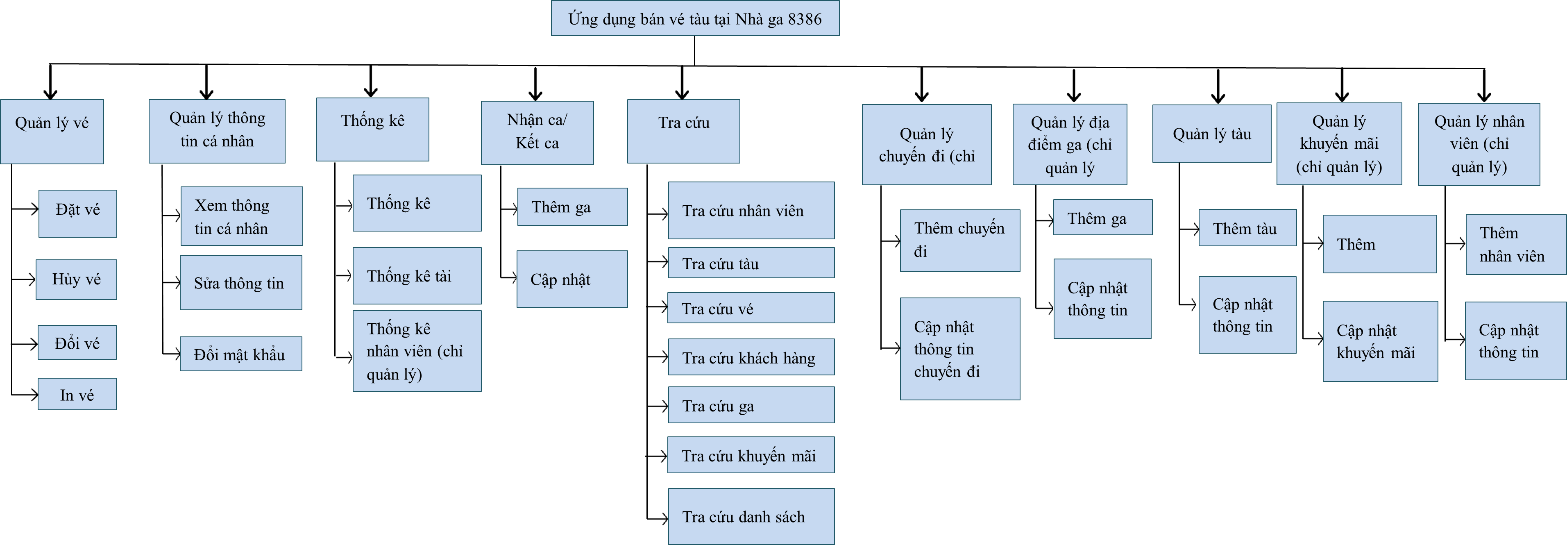 Ứng dụng bán vé tàu tại Nhà ga 8386
Quản lý vé
Đặt vé
Hủy vé
Đổi vé
In vé
Quản lý thông
tin cá nhân
Xem thông
tin cá nhân
Sửa thông tin
Đổi mật khẩu
Thống kê
Thống kê
Thống kê tài
Thống kê
nhân viên (chỉ
quản lý)
Nhận ca/
Kết ca
Thêm ga
Cập nhật
Tra cứu
Tra cứu nhân viên
Tra cứu tàu
Tra cứu vé
Tra cứu khách hàng
Tra cứu ga
Tra cứu khuyến mãi
Tra cứu danh sách
Quản lý
chuyến đi (chỉ
Thêm chuyến
đi
Cập nhật
thông tin
chuyến đi
Quản lý địa
điểm ga (chỉ
quản lý
Thêm ga
Cập nhật
thông tin
Quản lý tàu
Thêm tàu
Cập nhật
thông tin
Quản lý
khuyến mãi
(chỉ quản lý)
Thêm
Cập nhật
khuyến mãi
Quản lý nhân
viên (chỉ
quản lý)
Thêm
nhân viên
Cập nhật
thông tin